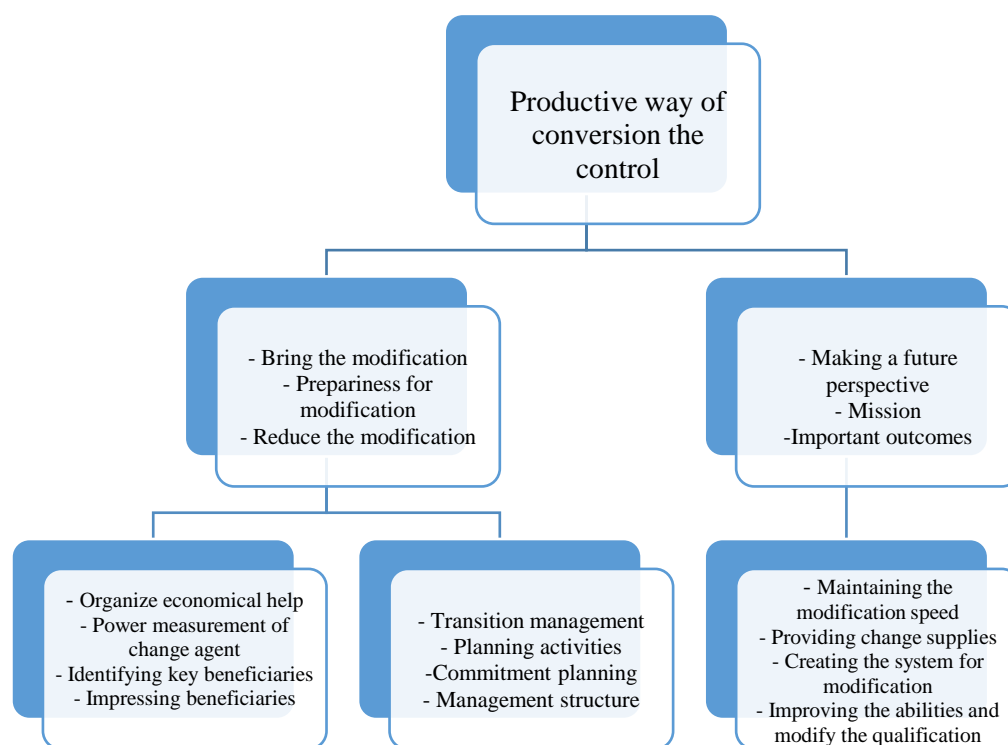 Productive way of
conversion the
control
- Bring the modification
- Prepariness for
modification
- Reduce the modification
- Making a future
perspective
- Mission
-Important outcomes
- Organize economical help
- Power measurement of
change agent
- Identifying key beneficiaries
- Impressing beneficiaries
- Transition management
- Planning activities
-Commitment planning
- Management structure
- Maintaining the
modification speed
- Providing change supplies
- Creating the system for
modification
- Improving the abilities and
modify the qualification